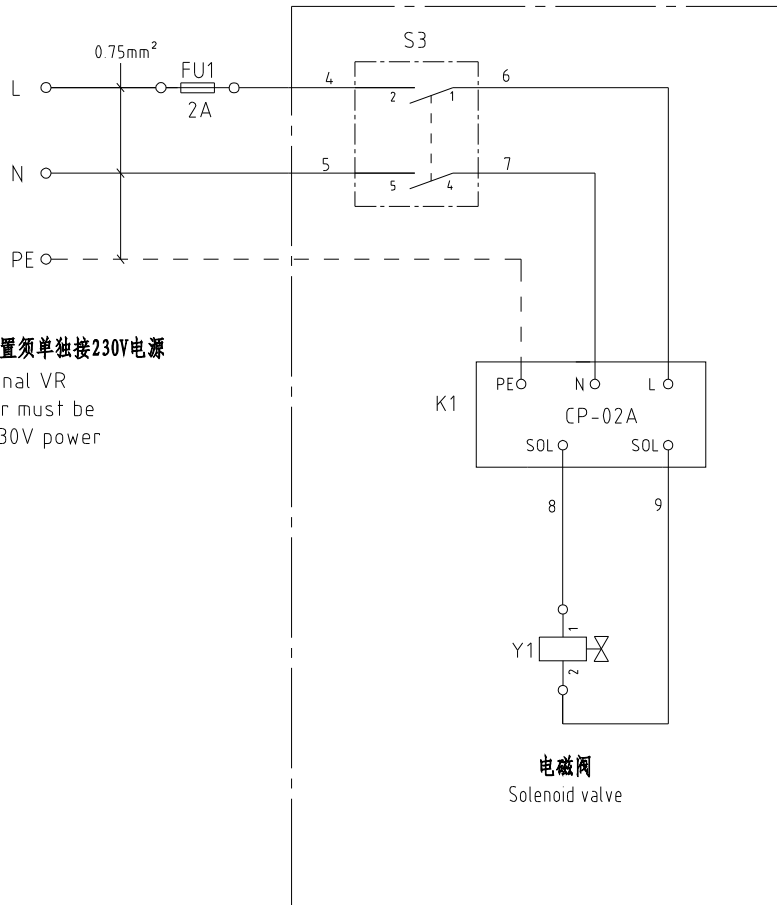 S3
0.75mm²
FU1
L
4
6
2
1
2A
N
5
7
5
4
PE
置须单独接230V电源
nal VR
r must be
30V power
K1
PE
N
L
CP-02A
SOL
SOL
8
9
1
Y1
2
电磁阀
Solenoid valve